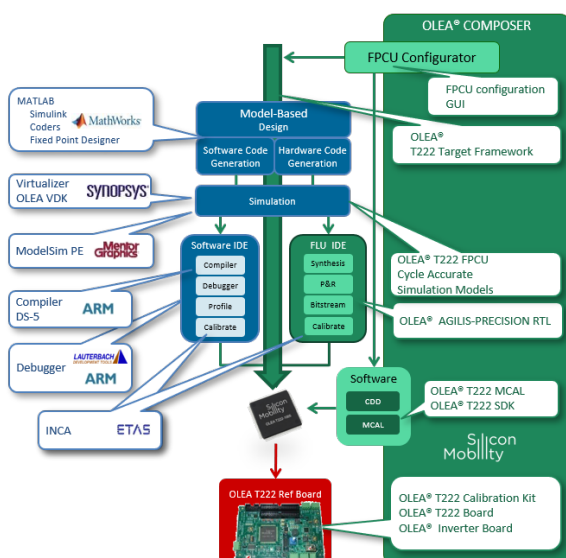 OLEA® COMPOSER
FPCU Configurator
FPCU configuration
GUI
MATLAB
Simulink
Coders
Fixed Point Designer
MathWorks®
Model-Based
Design
OLEA®
T222 Target Framework
Software Code
Generation
Hardware Code
Generation
Virtualizer
OLEA VDK
SYNOPSYS®
Simulation
ModelSim PE
Mentor
Graphics
Software IDE
FLU IDE
Compiler
Synthesis
Debugger
P&R
Profile
Bitstream
Calibrate
Calibrate
OLEA® T222 FPCU
Cycle Accurate
Simulation Models
Compiler
DS-5
ARM
OLEA® AGILIS-PRECISION RTL
Debugger
LAUTERBACH
DEVELOPMENT TOOLS
ARM
Software
CDD
MCAL
OLEA® T222 MCAL
OLEA® T222 SDK
INCA
ETAS
Silicon
Mobility
Silicon
Mobility
OLEA T222 Ref Board
OLEA® T222 Calibration Kit
OLEA® T222 Board
OLEA® Inverter Board